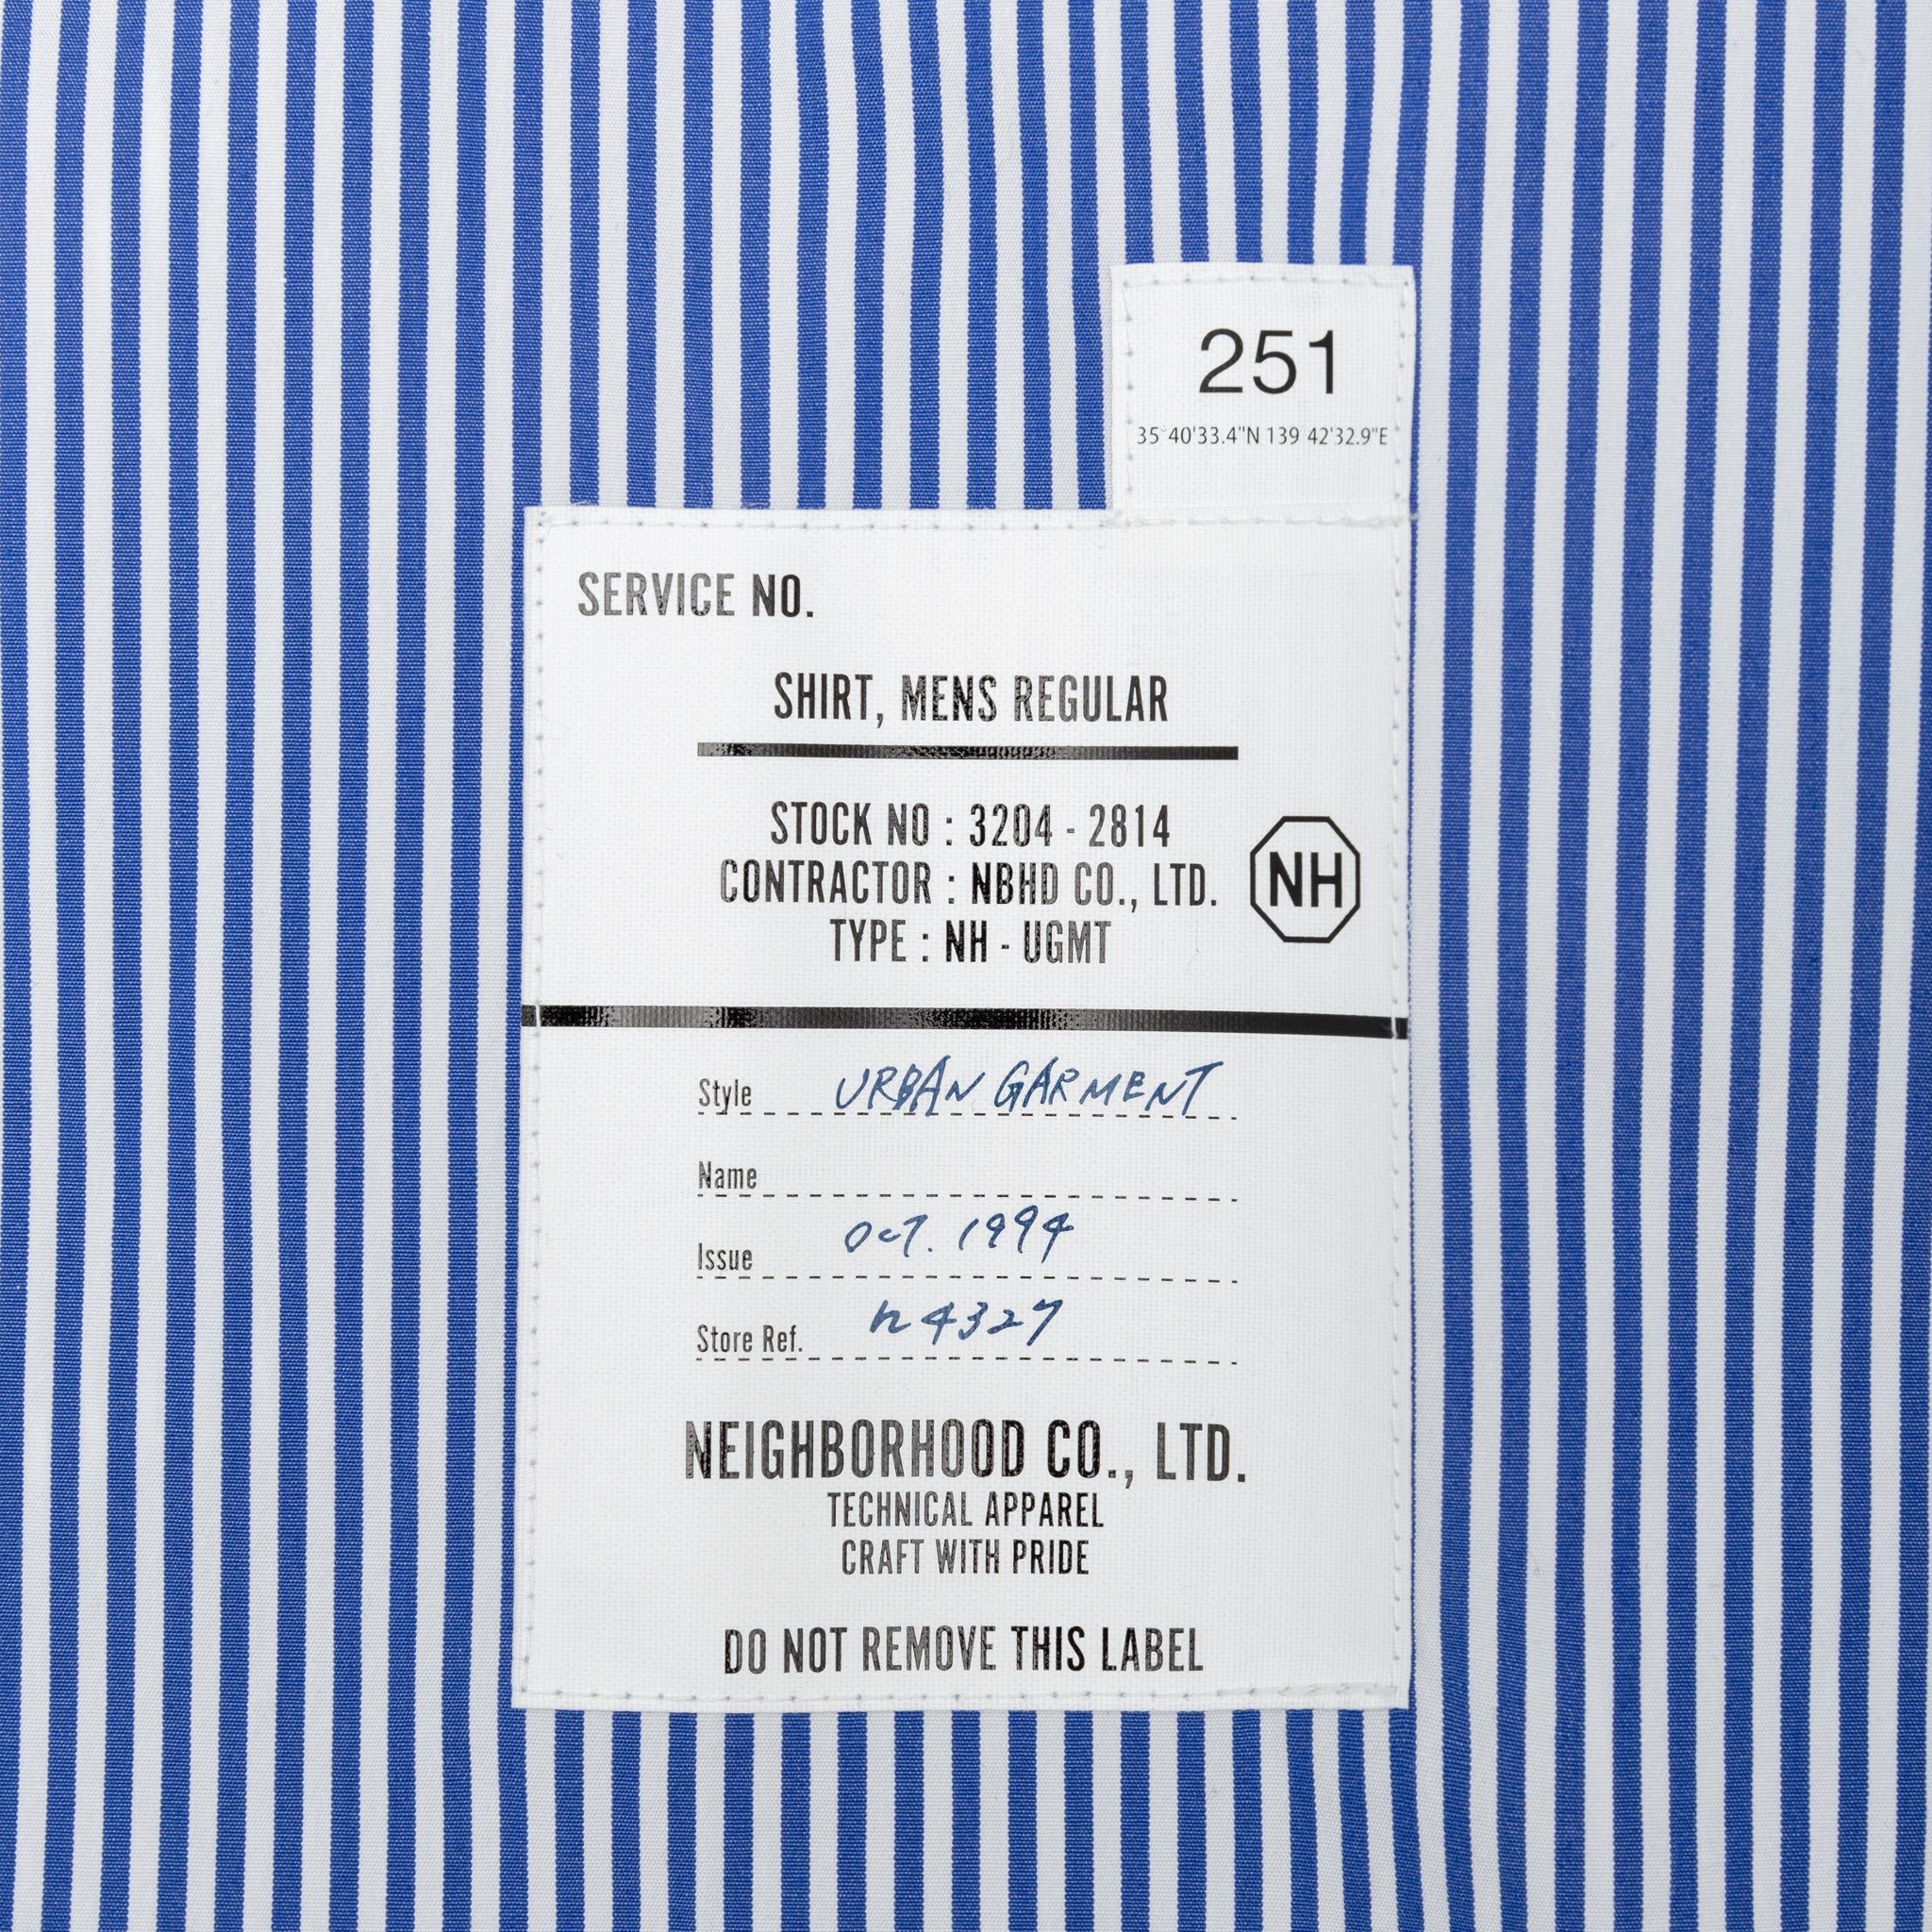 251
35°40'33.4"N 139 42'32.9"E
SERVICE NO.
SHIRT, MENS REGULAR
STOCK NO : 3204 - 2814
CONTRACTOR : NBHD CO., LTD.
NH
TYPE : NH - UGMT
Style URBAN GARMENT
Name
Issue OCT. 1994
Store Ref. n4327
NEIGHBORHOOD CO., LTD.
TECHNICAL APPAREL
CRAFT WITH PRIDE
DO NOT REMOVE THIS LABEL